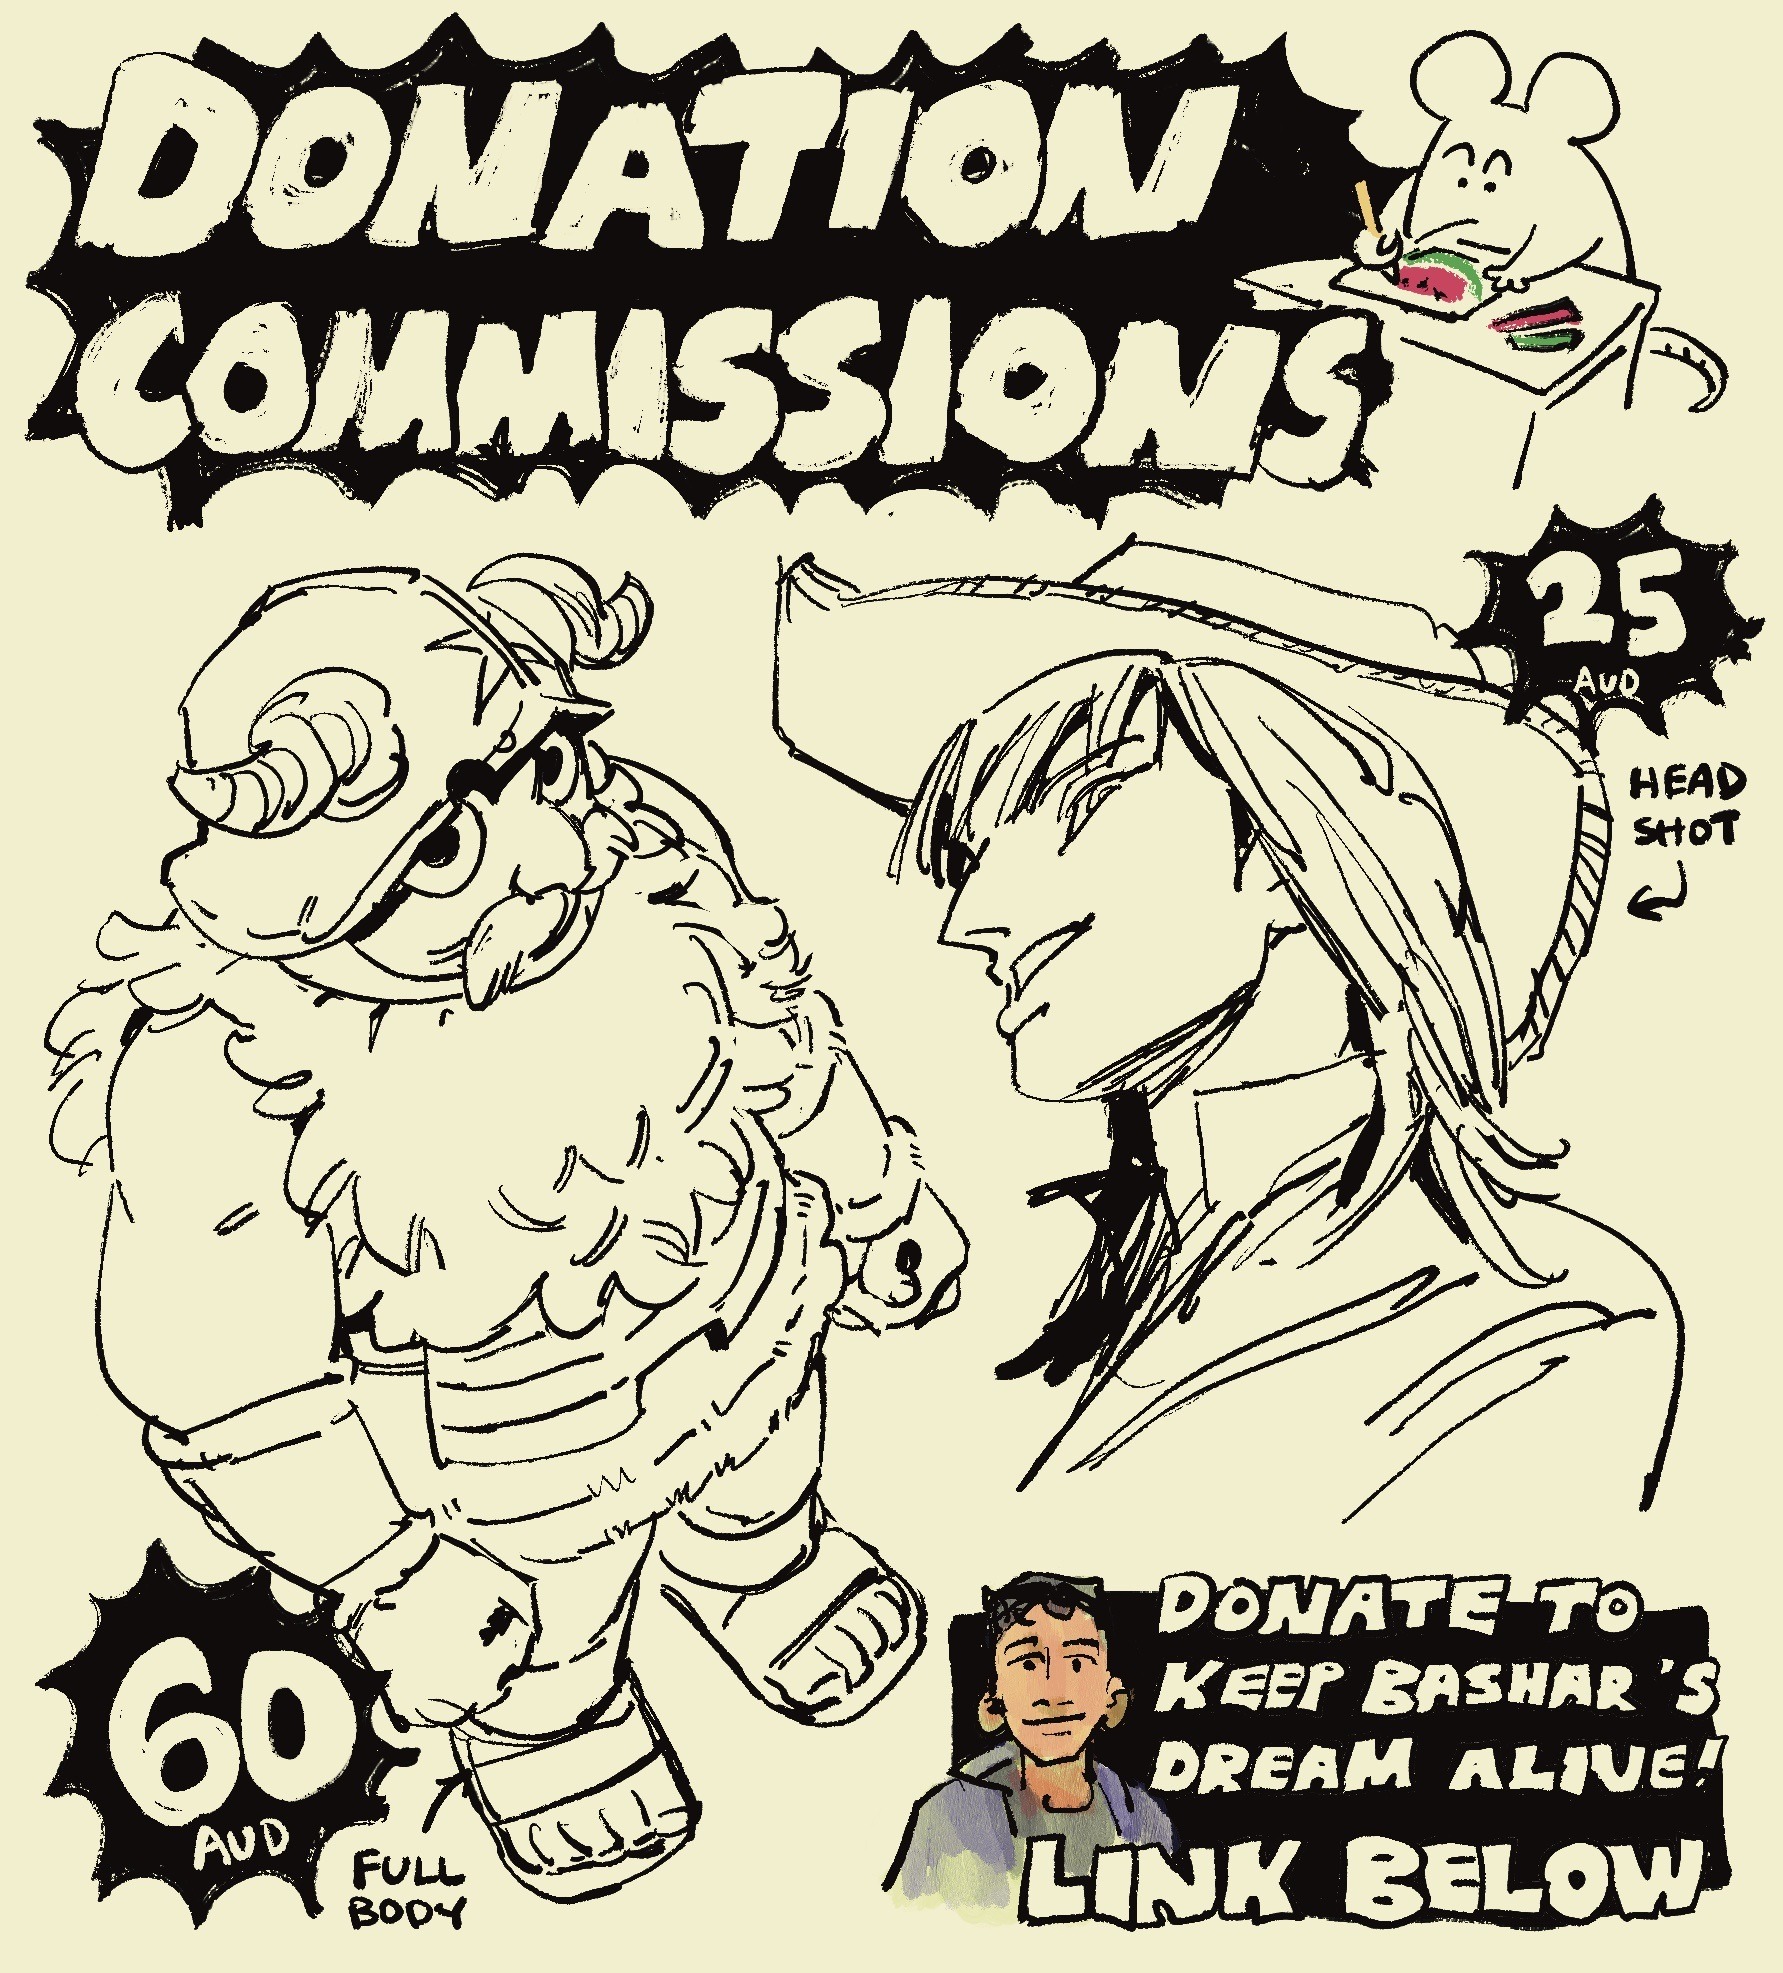 DONATION
COMMISSIONS
25
AUD
HEAD
SHOT
60
AUD
FULL
BODY
DONATE TO
KEEP BASHAR'S
DREAM ALIVE!
LINK BELOW